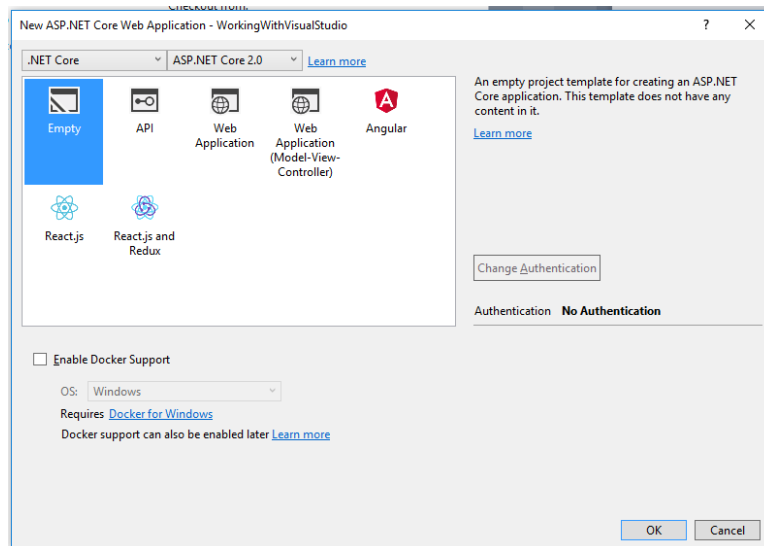 Checkout from:
New ASP.NET Core Web Application - WorkingWithVisualStudio ? X
.NET Core
ASP.NET Core 2.0
Learn more
Empty
API
Web
Application
Web
Application
(Model-View-
Controller)
Angular
React.js
React.js and
Redux
An empty project template for creating an ASP.NET
Core application. This template does not have any
content in it.
Learn more
Change Authentication
Authentication No Authentication
Enable Docker Support
OS: Windows
Requires Docker for Windows
Docker support can also be enabled later Learn more
OK
Cancel